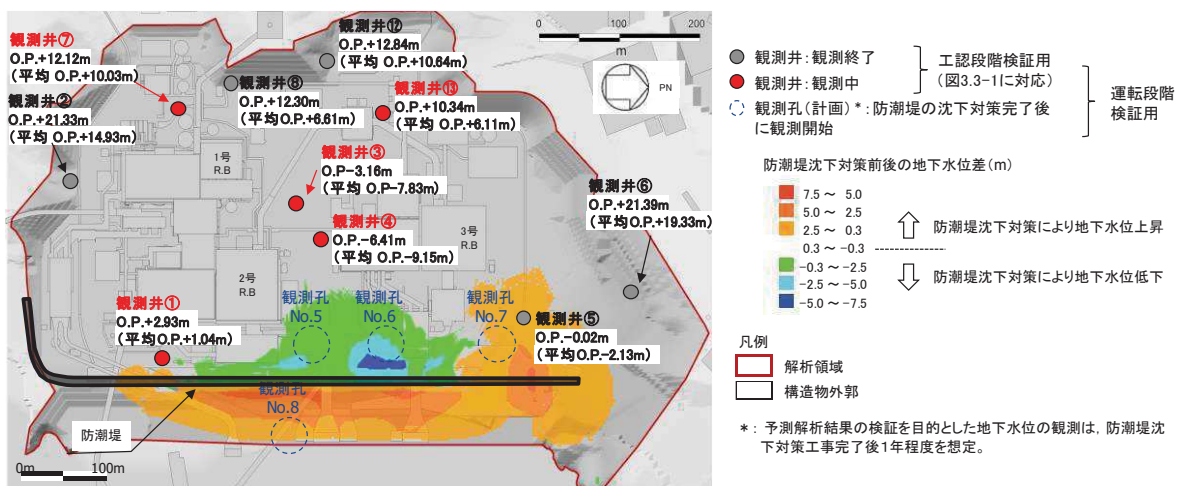 観測井⑦
O.P.+12.12m
(平均 O.P.+10.03m)
観測井②
O.P.+21.33m
(平均 O.P.+14.93m)
観測井⑫
O.P.+12.84m
(平均 O.P.+10.64m)
観測井⑧
O.P.+12.30m
(平均 O.P.+6.61m)
観測井⑬
O.P.+10.34m
(平均 O.P.+6.11m)
0 100 200
m
PN
1号
R.B
観測井③
O.P-3.16m
(平均 O.P-7.83m)
観測井④
O.P-6.41m
(平均 O.P-9.15m)
3号
R.B
観測井⑥
O.P+21.39m
(平均O.P.+19.33m)
2号
R.B
観測井①
O.P+2.93m
(平均O.P.+1.04m)
観測孔
No.5
観測孔
No.6
観測孔
No.7
観測井⑤
O.P-0.02m
(平均O.P-2.13m)
観測孔
No.8
防潮堤
0m 100m
観測井:観測終了
観測井:観測中
工認段階検証用
(図3.3-1に対応)
観測孔(計画)*:防潮堤の沈下対策完了後
に観測開始
運転段階
検証用
防潮堤沈下対策前後の地下水位差(m)
7.5 ~ 5.0
5.0 ~ 2.5
2.5 ~ 0.3
0.3 ~ -0.3
-0.3 ~ -2.5
-2.5 ~ -5.0
-5.0 ~ -7.5
防潮堤沈下対策により地下水位上昇
防潮堤沈下対策により地下水位低下
凡例
解析領域
構造物外郭
*: 予測解析結果の検証を目的とした地下水位の観測は,防潮堤沈
下対策工事完了後1年程度を想定。